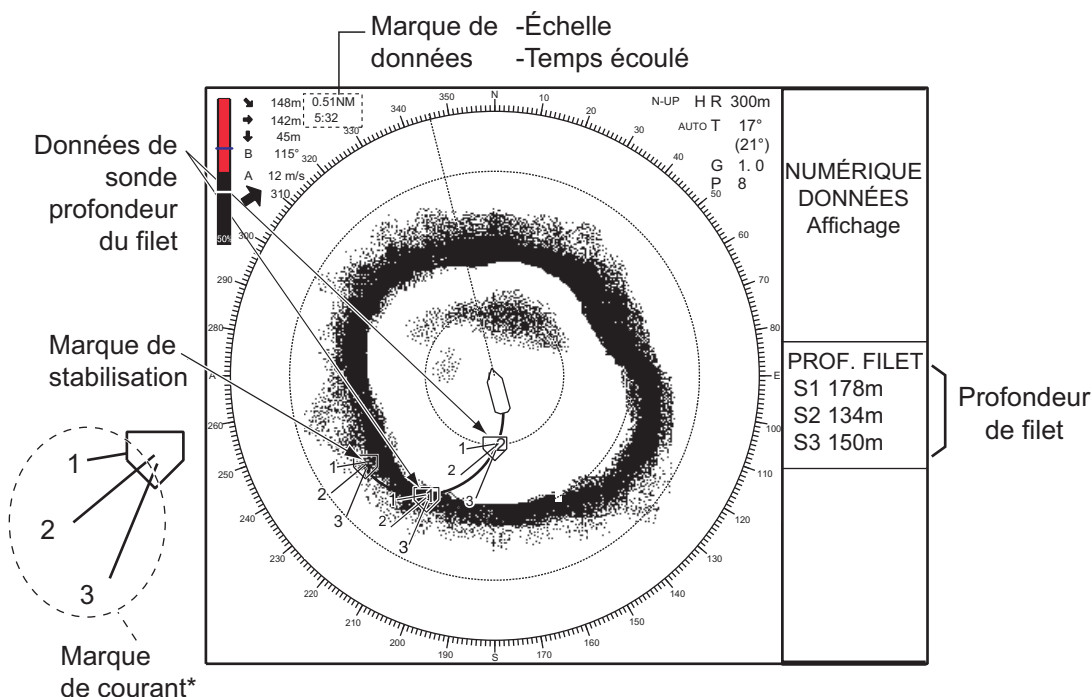 Marque de données
-Échelle
-Temps écoulé
Données de
sonde
profondeur
du filet
Marque de
stabilisation
1
2
3
Marque
de courant*
148m
142m
45m
B 115°
A 12 m/s
50%
0.51NM
5:32
N-UP H R 300m
AUTO T 17°
(21°)
G 1.0
P 8
N
10
20
30
40
50
60
70
80
E
100
110
120
130
140
150
160
170
S
190
200
210
220
230
240
250
260
A
280
290
300
310
320
330
340
350
1
2
3
1
2
3
1
2
3
2
NUMÉRIQUE
DONNÉES
Affichage
PROF. FILET
S1 178m
S2 134m
S3 150m
Profondeur
de filet